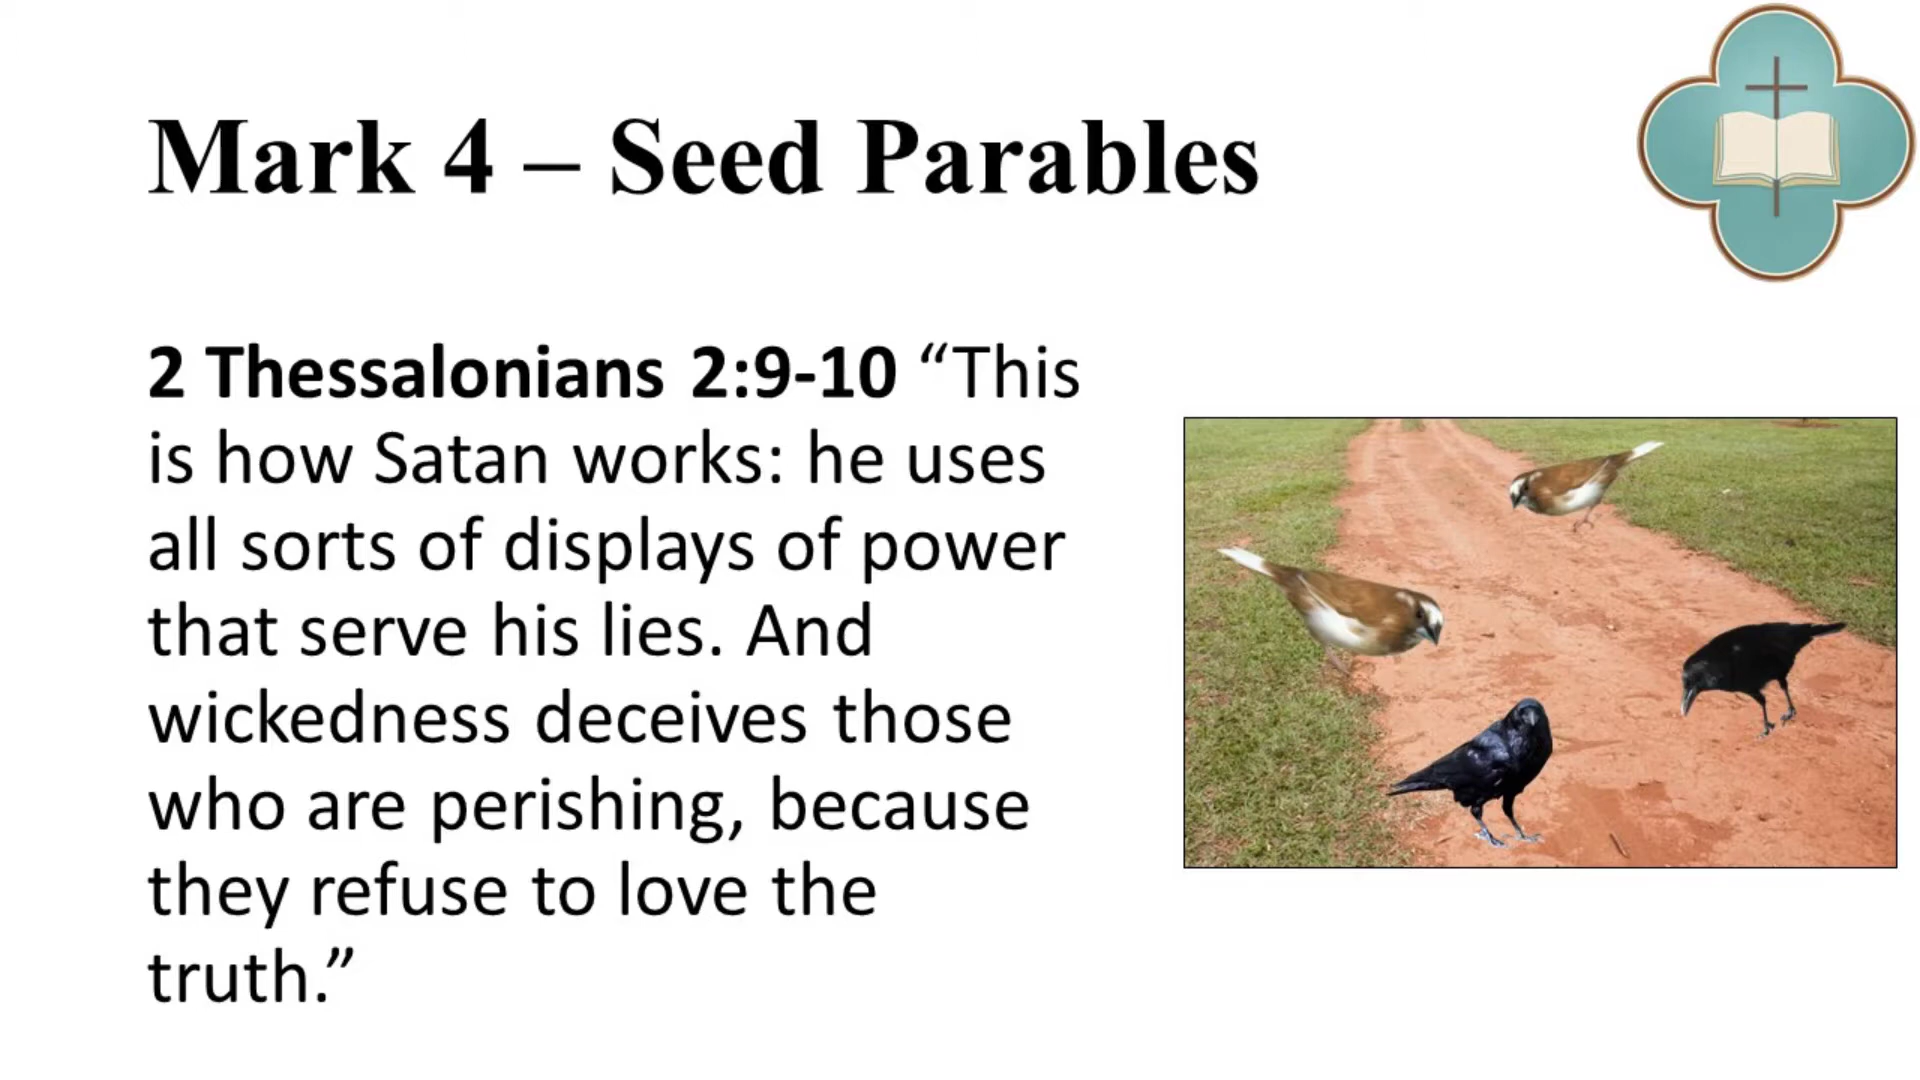 Mark 4 – Seed Parables
2 Thessalonians 2:9-10 “This
is how Satan works: he uses
all sorts of displays of power
that serve his lies. And
wickedness deceives those
who are perishing, because
they refuse to love the
truth.”